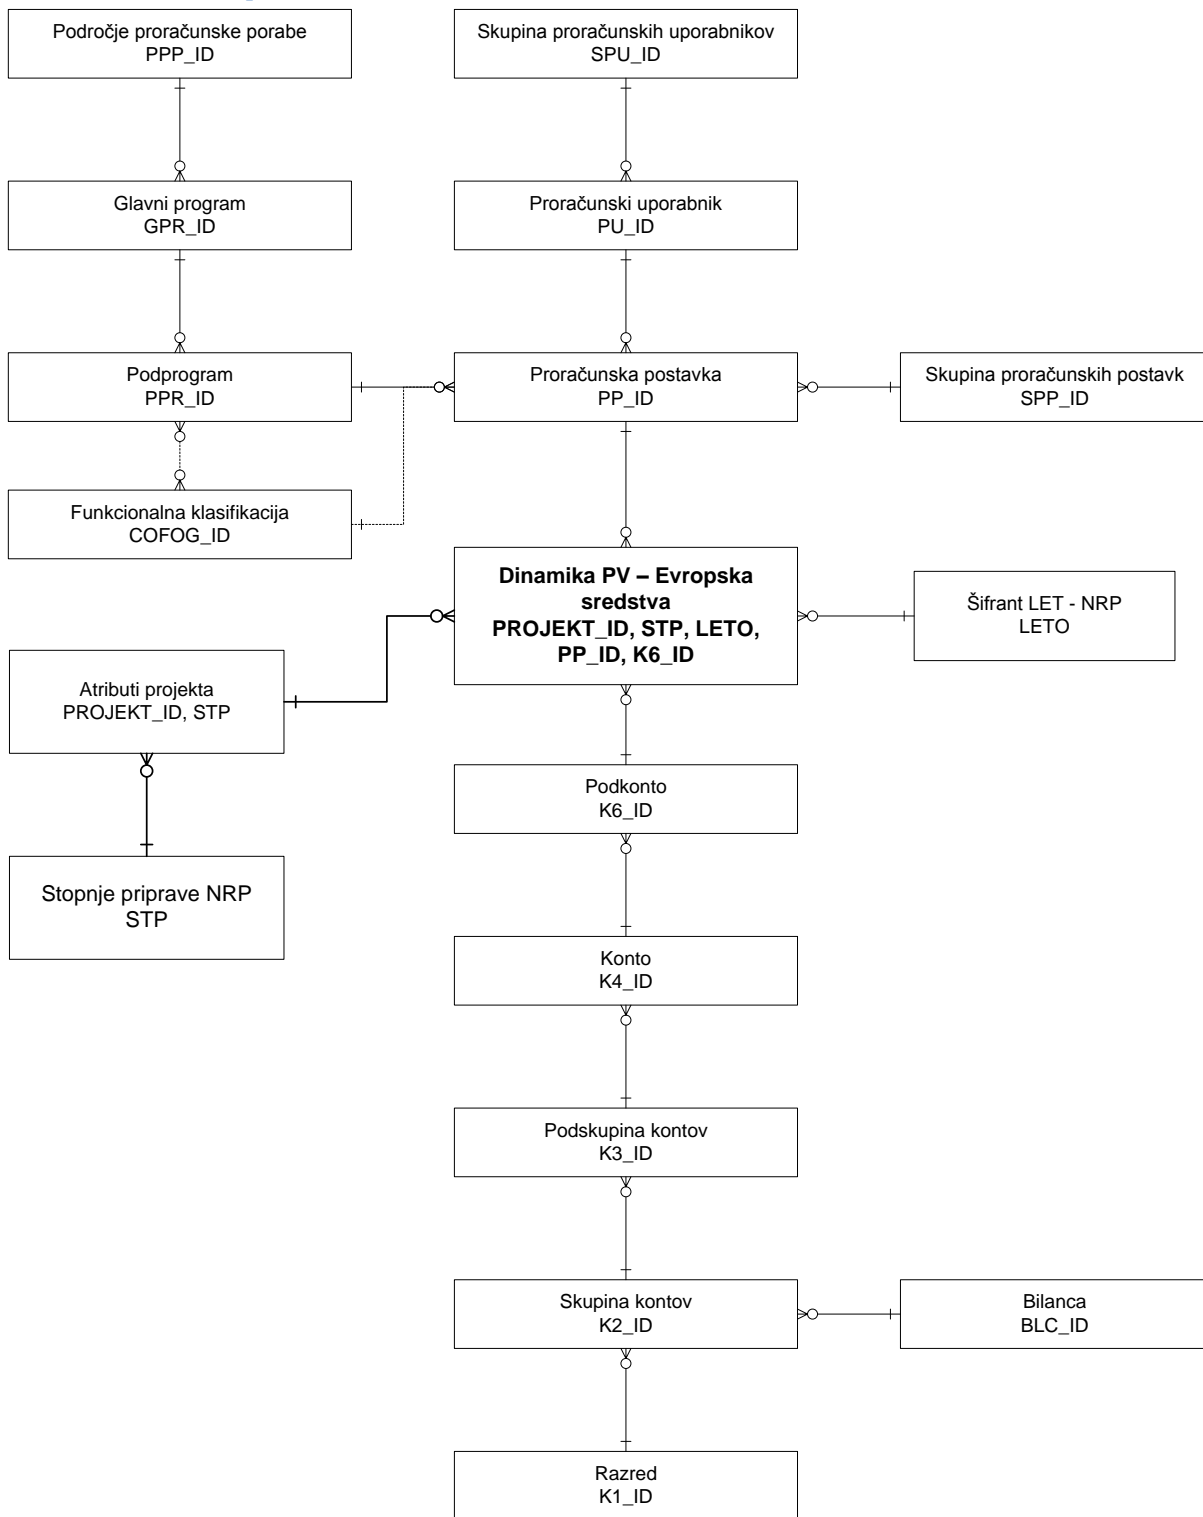 Področje proračunske porabe
PPP_ID
Skupina proračunskih uporabnikov
SPU_ID
Glavni program
GPR_ID
Proračunski uporabnik
PU_ID
Podprogram
PPR_ID
Proračunska postavka
PP_ID
Skupina proračunskih postavk
SPP_ID
Funkcionalna klasifikacija
COFOG_ID
Dinamika PV – Evropska
sredstva
PROJEKT_ID, STP, LETO,
PP_ID, K6_ID
Šifrant LET - NRP
LETO
Atributi projekta
PROJEKT_ID, STP
Podkonto
K6_ID
Stopnje priprave NRP
STP
Konto
K4_ID
Podskupina kontov
K3_ID
Skupina kontov
K2_ID
Bilanca
BLC_ID
Razred
K1_ID